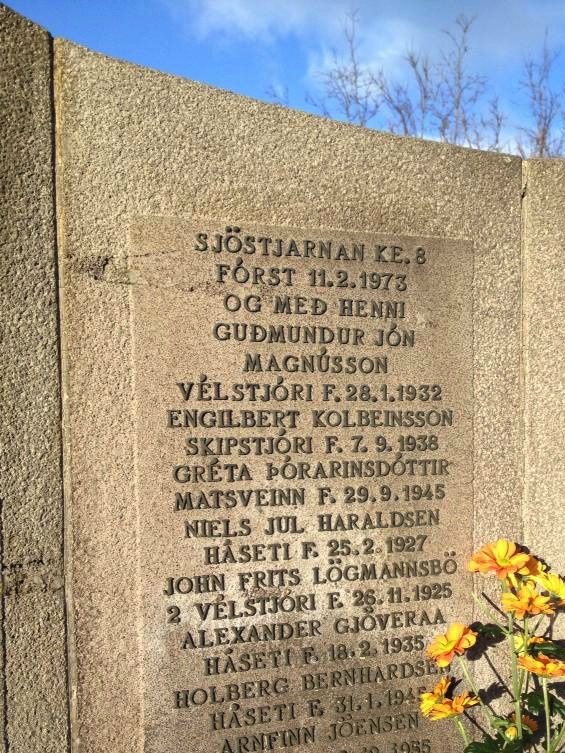 SJÖSTJARNAN KE. 8
FÓRST 11.2.1973
OG MEÐ HENNI
GUÐMUNDUR JÓN
MAGNÚSSON
VÉLSTJÓRI F. 28.1.1932
ENGILBERT KOLBEINSSON
SKIPSTJÓRI F. 7.9.1938
GRÉTA ÞÓRARINSDÓTTIR
MATSVEINN F. 29.9.1945
NIELS JUL HARALDSEN
HÁSETI F. 25.2.1927
JOHN FRITS LÖGMANNSBÖ
2 VÉLSTJÓRI F. 26.11.1925
ALEXANDER GJÖVERAA
HÁSETI F. 18.2.1935
HOLBERG BERNHARDSEN
HÁSETI F. 31.1.1945
ARNFINN JÖENSEN